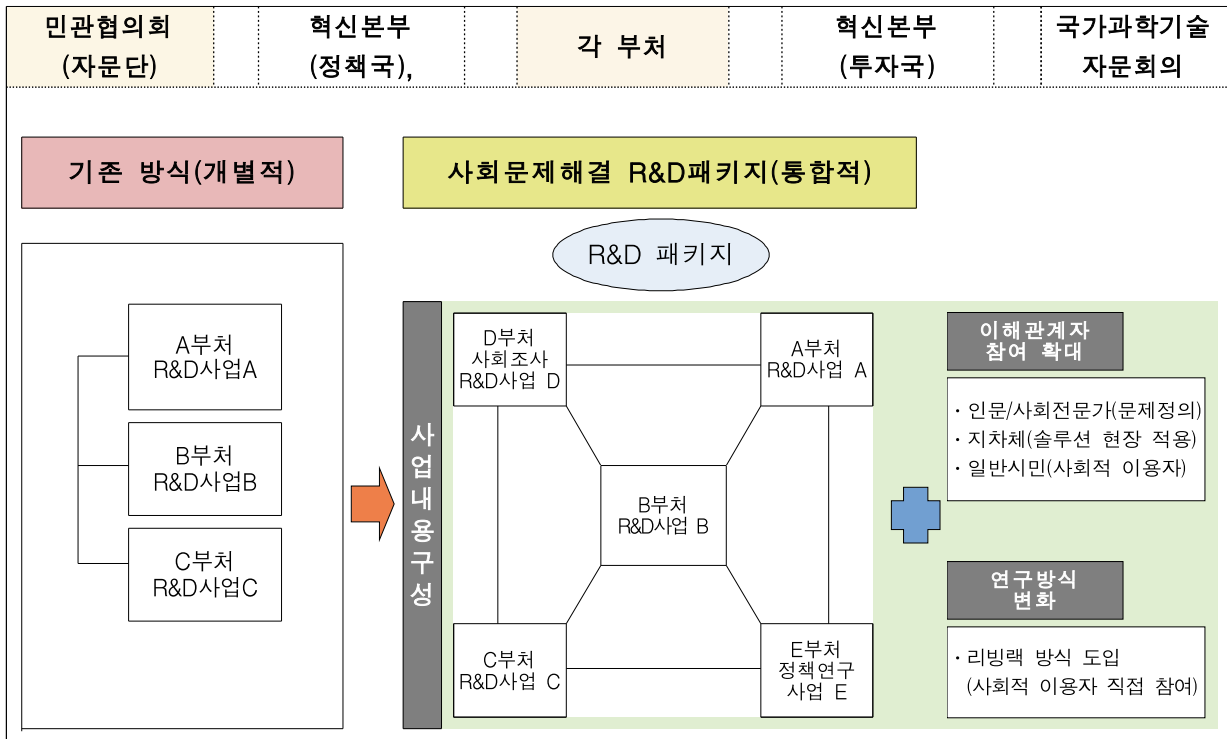 민관협의회
(자문단)
혁신본부
(정책국),
각 부처
혁신본부
(투자국)
국가과학기술
자문회의
기존 방식(개별적)
사회문제해결 R&D패키지(통합적)
R&D 패키지
A부처
R&D사업A
B부처
R&D사업B
C부처
R&D사업C
사업내용구성
D부처
사회조사
R&D사업 D
A부처
R&D사업 A
B부처
R&D사업 B
C부처
R&D사업 C
E부처
정책연구
사업 E
이해관계자
참여 확대
· 인문/사회전문가(문제정의)
· 지차체(솔루션 현장 적용)
· 일반시민(사회적 이용자)
연구방식
변화
· 리빙랙 방식 도입
(사회적 이용자 직접 참여)